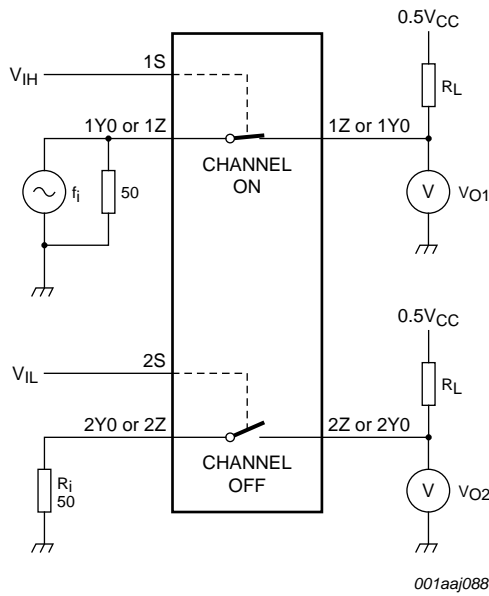 0.5VCC
1S
VIH
RL
1Y0 or 1Z
1Z or 1Y0
CHANNEL
ON
fi
50
V
VO1
0.5VCC
2S
VIL
RL
2Y0 or 2Z
2Z or 2Y0
CHANNEL
OFF
Ri
50
V
VO2
001aaj088